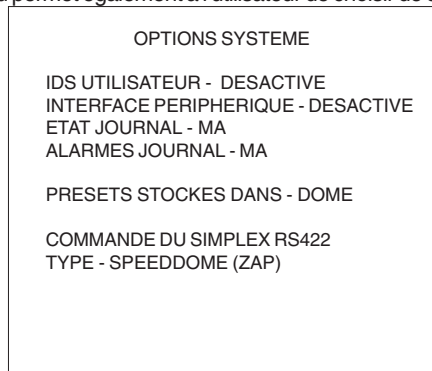 OPTIONS SYSTEME
IDS UTILISATEUR - DESACTIVE
INTERFACE PERIPHERIQUE - DESACTIVE
ETAT JOURNAL - MA
ALARMES JOURNAL - MA
PRESETS STOCKES DANS - DOME
COMMANDE DU SIMPLEX RS422
TYPE - SPEEDDOME (ZAP)